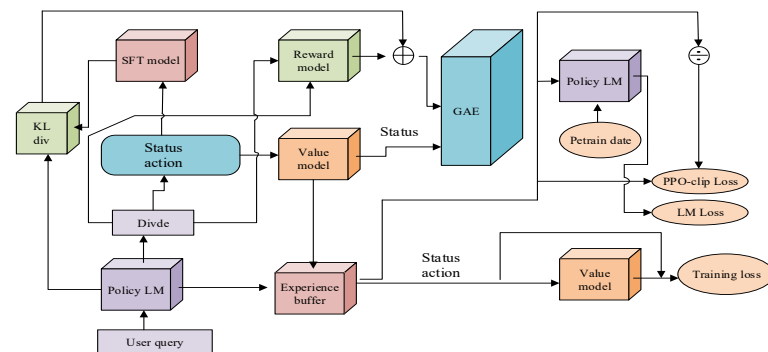 SFT model
Reward
model
GAE
Policy LM
KL
div
Status
action
Value
model
Status
Petrain date
PPO-clip Loss
LM Loss
Divde
Status
action
Policy LM
Experience
buffer
Value
model
Training loss
User query